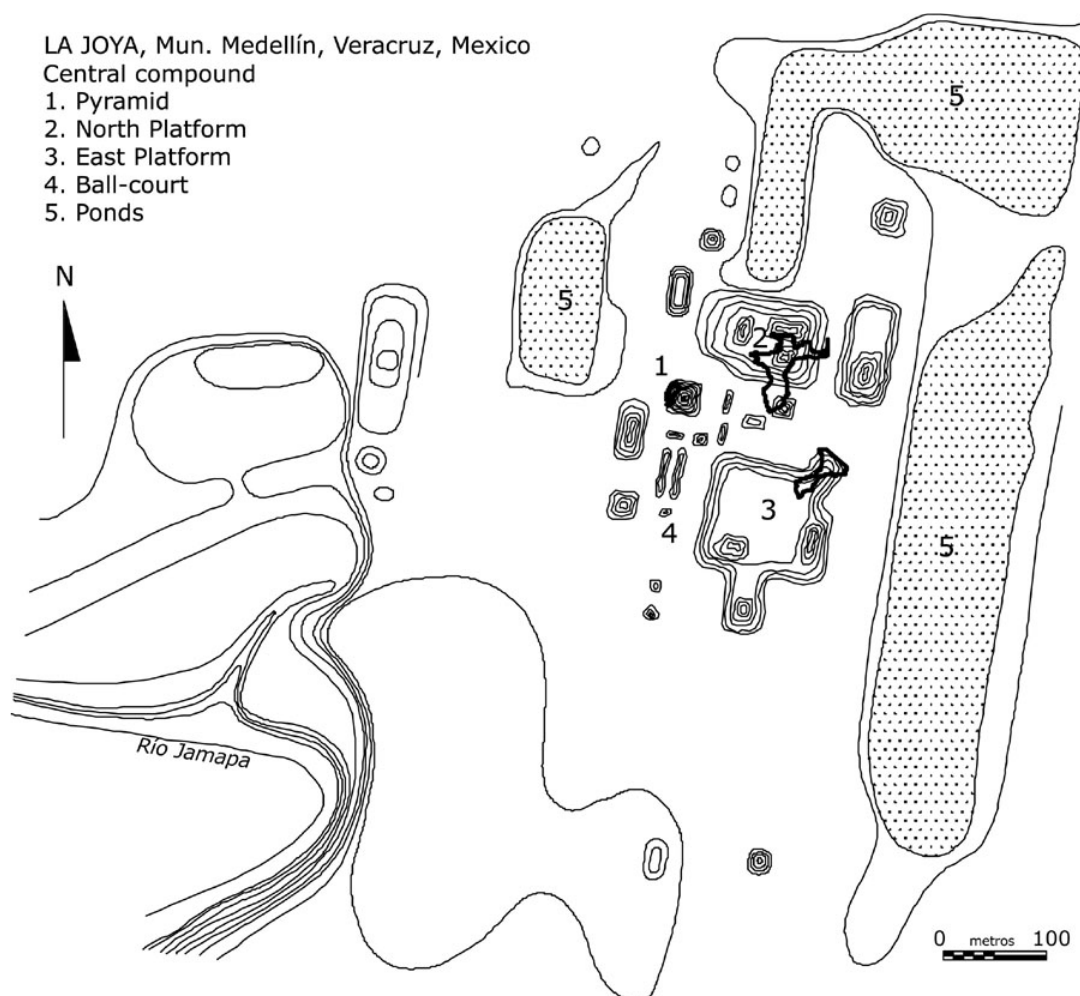 LA JOYA, Mun. Medellín, Veracruz, Mexico
Central compound
1. Pyramid
2. North Platform
3. East Platform
4. Ball-court
5. Ponds
5
N
5
2
1
3
4
5
Río Jamapa
0 metros 100